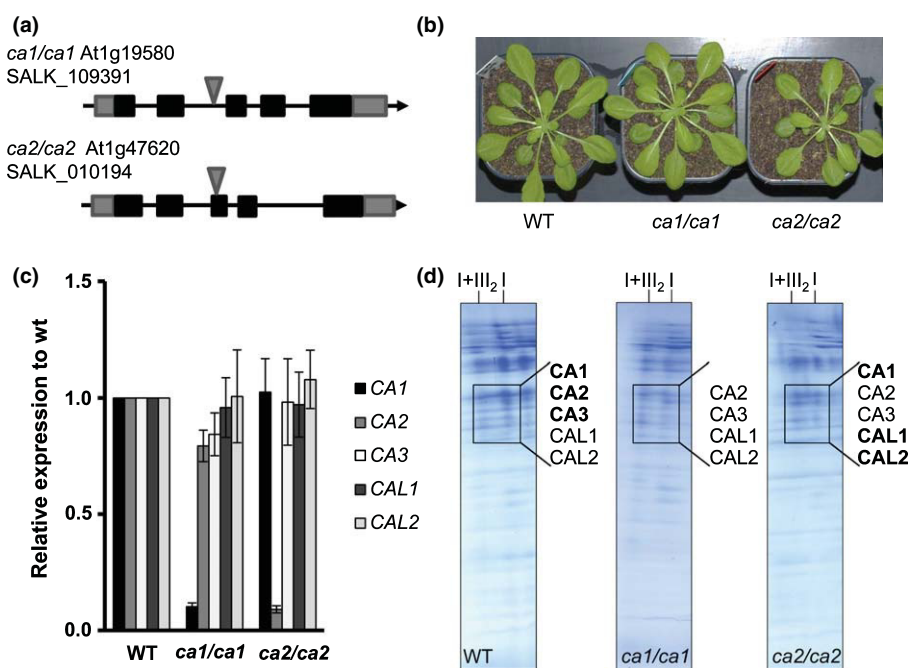 (a)
ca1/ca1 At1g19580
SALK_109391
ca2/ca2 At1g47620
SALK_010194
(b)
WT
ca1/ca1
ca2/ca2
(c)
Relative expression to wt
1.5
1.0
0.5
0.0
WT
ca1/ca1
ca2/ca2
CA1
CA2
CA3
CAL1
CAL2
(d)
I+III₂ I
I+III₂ I
I+III₂ I
CA1
CA2
CA3
CAL1
CAL2
CA2
CA3
CAL1
CAL2
CA1
CA2
CA3
CAL1
CAL2
WT
ca1/ca1
ca2/ca2